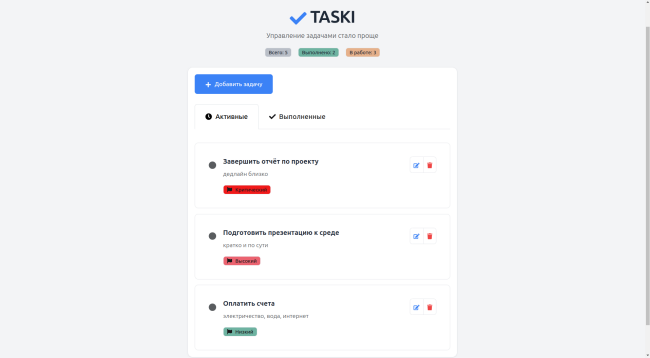 TASKI
Управление задачами стало проще
Всего: 5 Выполнено: 2 В работе: 3
Добавить задачу
Активные Выполненные
Завершить отчёт по проекту
дедлайн близко
Критический
Подготовить презентацию к среде
кратко и по сути
Высокий
Оплатить счета
электричество, вода, интернет
Низкий